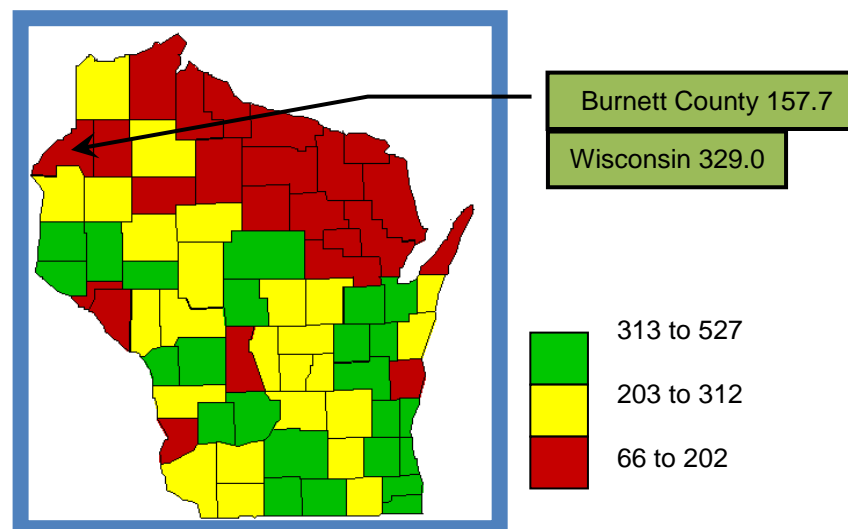 Burnett County 157.7
Wisconsin 329.0
313 to 527
203 to 312
66 to 202